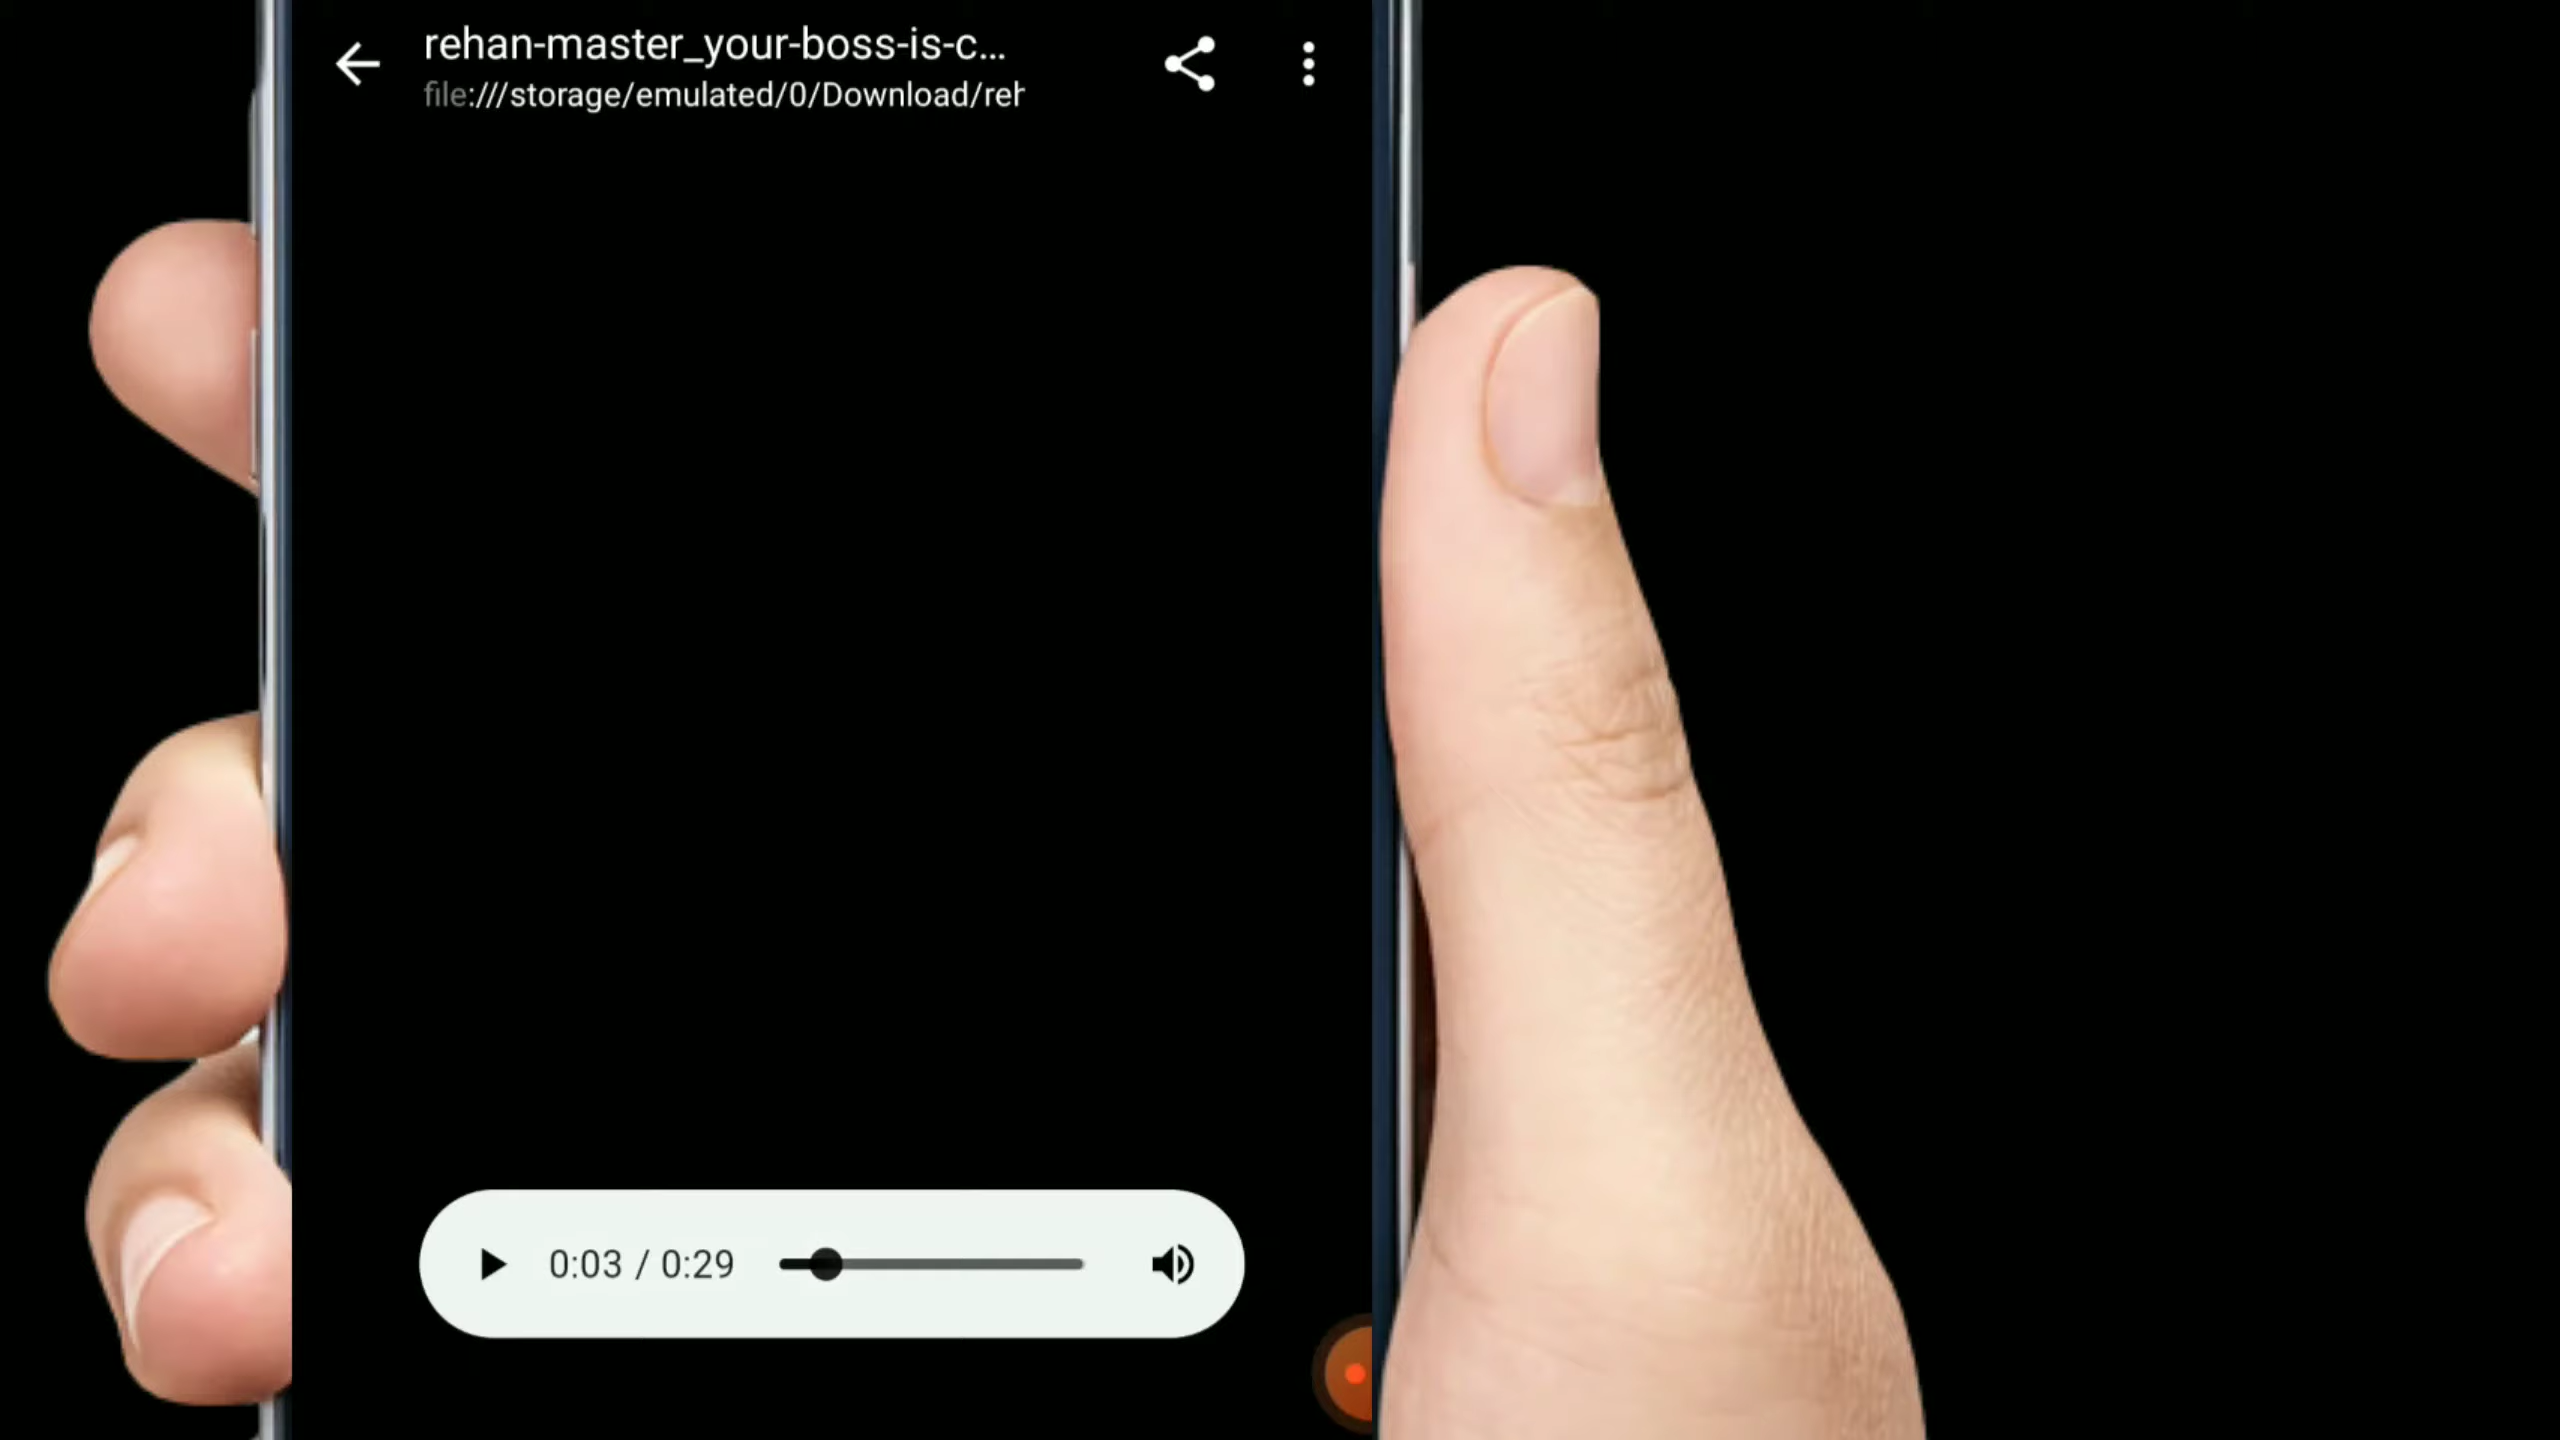 rehan-master_your-boss-is-c...
file:///storage/emulated/0/Download/reh
0:03 / 0:29